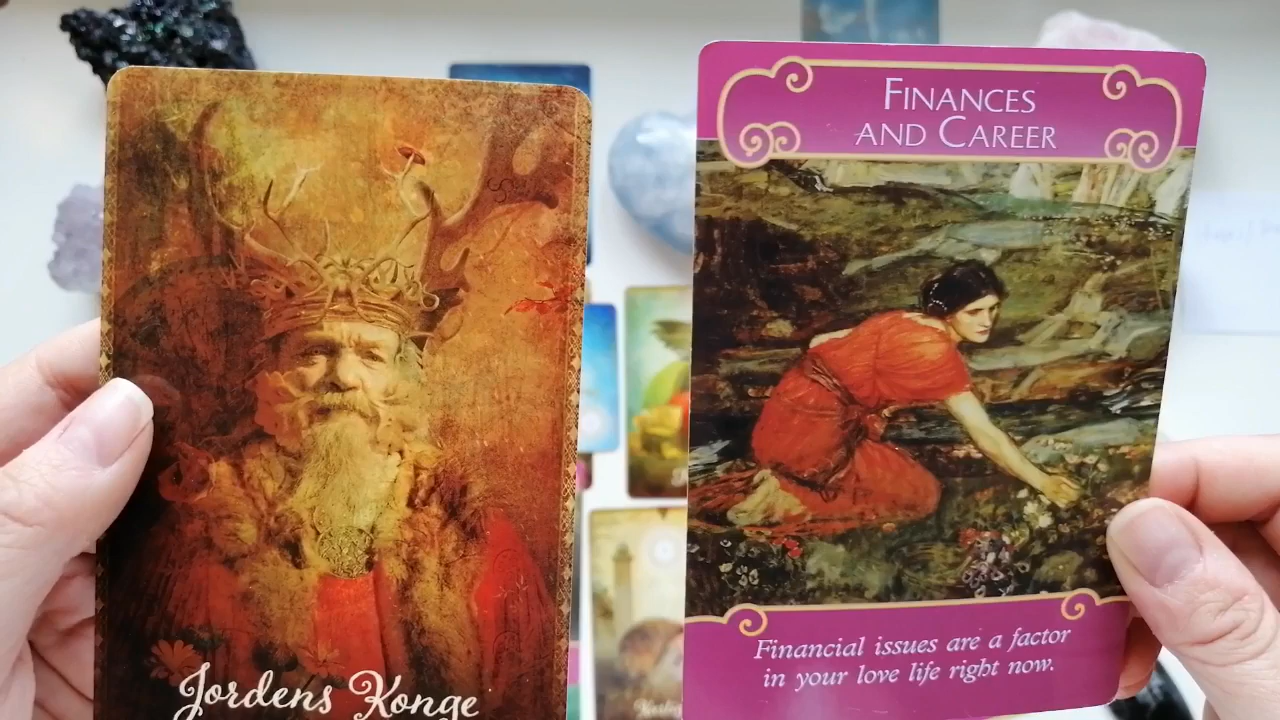 Jordens Konge
FINANCES
AND CAREER
Financial issues are a factor
in your love life right now.